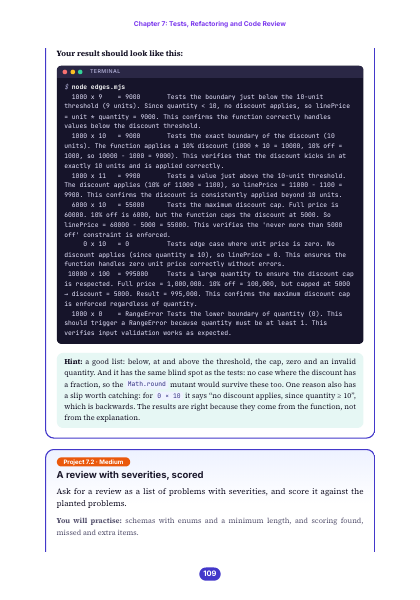 Chapter 7: Tests, Refactoring and Code Review
Your result should look like this:
TERMINAL
$ node edges.mjs
1000 x 9 = 9000 Tests the boundary just below the 10-unit
threshold (9 units). Since quantity < 10, no discount applies, so linePrice
= unit * quantity = 9000. This confirms the function correctly handles
values below the discount threshold.
1000 x 10 = 9000 Tests the exact boundary of the discount (10
units). The function applies a 10% discount (1000 * 10 = 10000, 10% off =
1000, so 10000 - 1000 = 9000). This verifies that the discount kicks in at
exactly 10 units and is applied correctly.
1000 x 11 = 9900 Tests a value just above the 10-unit threshold.
The discount applies (10% of 11000 = 1100), so linePrice = 11000 - 1100 =
9900. This confirms the discount is consistently applied beyond 10 units.
6000 x 10 = 55000 Tests the maximum discount cap. Full price is
60000. 10% off is 6000, but the function caps the discount at 5000. So
linePrice = 60000 - 5000 = 55000. This verifies the 'never more than 5000
off' constraint is enforced.
0 x 10 = 0 Tests edge case where unit price is zero. No
discount applies (since quantity ≥ 10), so linePrice = 0. This ensures the
function handles zero unit price correctly without errors.
10000 x 100 = 995000 Tests a large quantity to ensure the discount cap
is respected. Full price = 1,000,000. 10% off = 100,000, but capped at 5000
→ discount = 5000. Result = 995,000. This confirms the maximum discount cap
is enforced regardless of quantity.
1000 x 0 = RangeError Tests the lower boundary of quantity (0). This
should trigger a RangeError because quantity must be at least 1. This
verifies input validation works as expected.
Hint: a good list: below, at and above the threshold, the cap, zero and an invalid
quantity. And it has the same blind spot as the tests: no case where the discount has
a fraction, so the Math.round mutant would survive these too. One reason also has
a slip worth catching: for 0 × 10 it says “no discount applies, since quantity ≥ 10”,
which is backwards. The results are right because they come from the function, not
from the explanation.
Project 7.2 · Medium
A review with severities, scored
Ask for a review as a list of problems with severities, and score it against the
planted problems.
You will practise: schemas with enums and a minimum length, and scoring found,
missed and extra items.
109